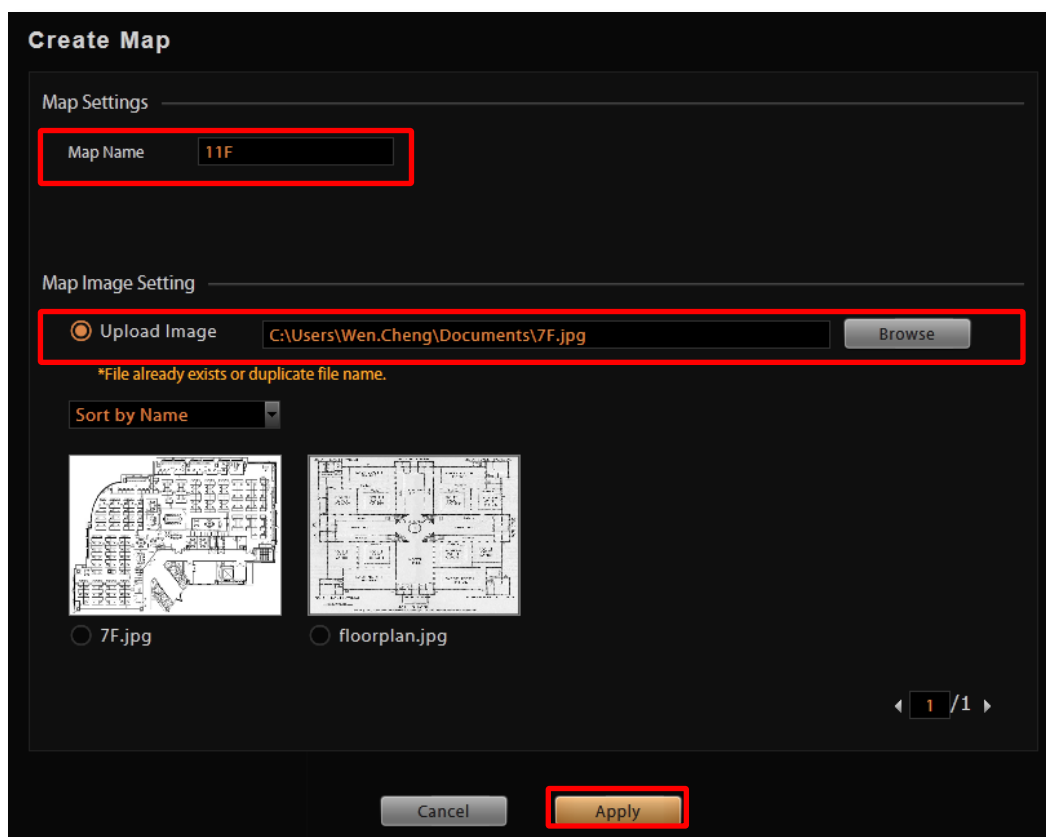 Create Map
Map Settings
Map Name 11F
Map Image Setting
Upload Image C:\Users\Wen.Cheng\Documents\7F.jpg Browse
*File already exists or duplicate file name.
Sort by Name
7F.jpg floorplan.jpg
1 /1
Cancel Apply